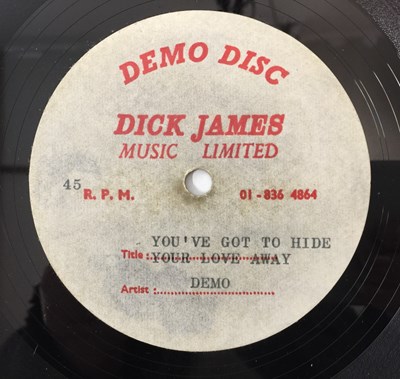 DEMO DISC
DICK JAMES
MUSIC LIMITED
45 R. P. M. 01-836 4864
YOU'VE GOT TO HIDE
Title :........ YOUR LOVE AWAY
Artist :........ DEMO